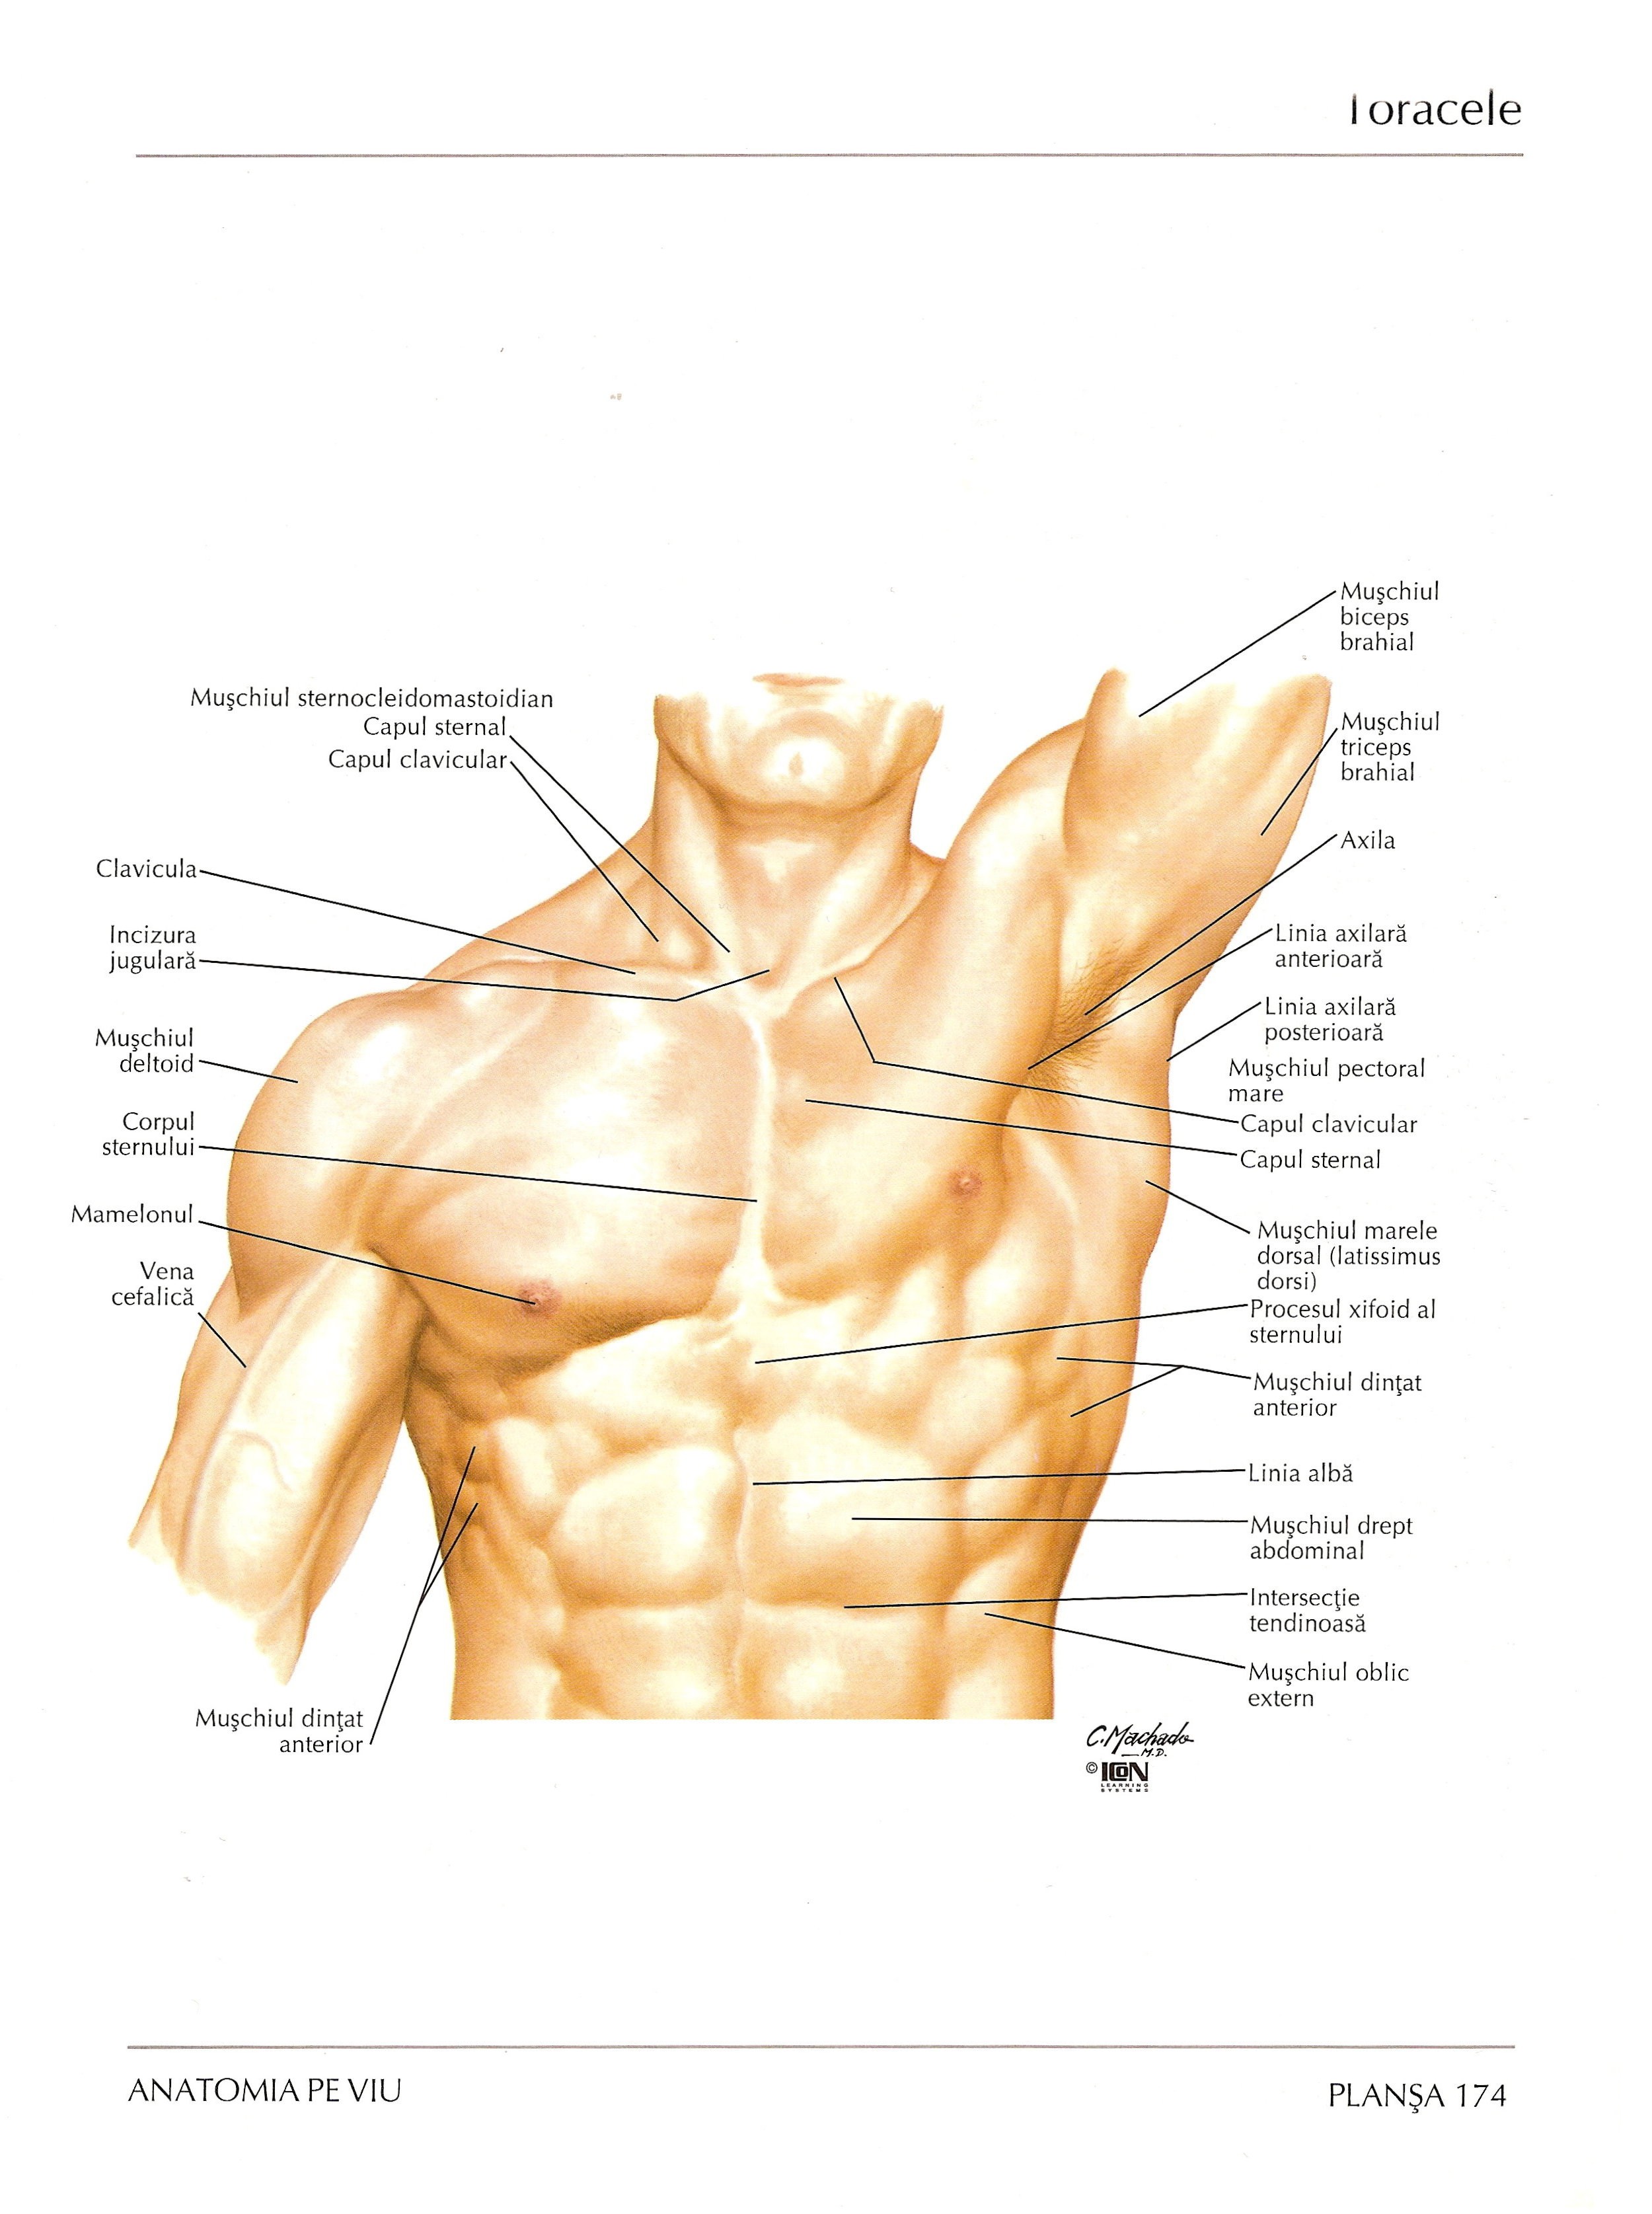 Toracele
Muşchiul
biceps
brahial
Muşchiul sternocleidomastoidian
Capul sternal
Capul clavicular
Muşchiul
triceps
brahial
Axila
Clavicula
Incizura
jugulară
Linia axilară
anterioară
Linia axilară
posterioară
Muşchiul
deltoid
Muşchiul pectoral
mare
Capul clavicular
Capul sternal
Corpul
sternului
Mamelonul
Muşchiul marele
dorsal (latissimus
dorsi)
Vena
cefalică
Procesul xifoid al
sternului
Muşchiul dinţat
anterior
Linia albă
Muşchiul drept
abdominal
Intersecţie
tendinoasă
Muşchiul oblic
extern
Muşchiul dinţat
anterior
C.Machado
M.D.
© ICON
LEARNING
SYSTEMS
ANATOMIA PE VIU
PLANŞA 174